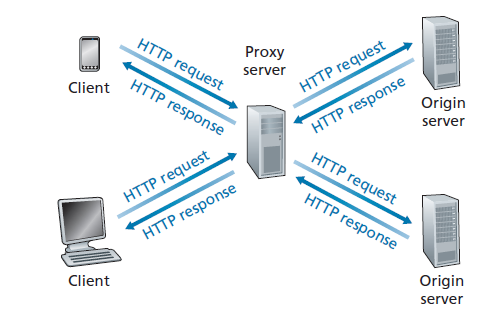 HTTP request
HTTP response
Client
Proxy
server
HTTP request
HTTP response
Origin
server
HTTP request
HTTP response
Client
HTTP request
HTTP response
Origin
server